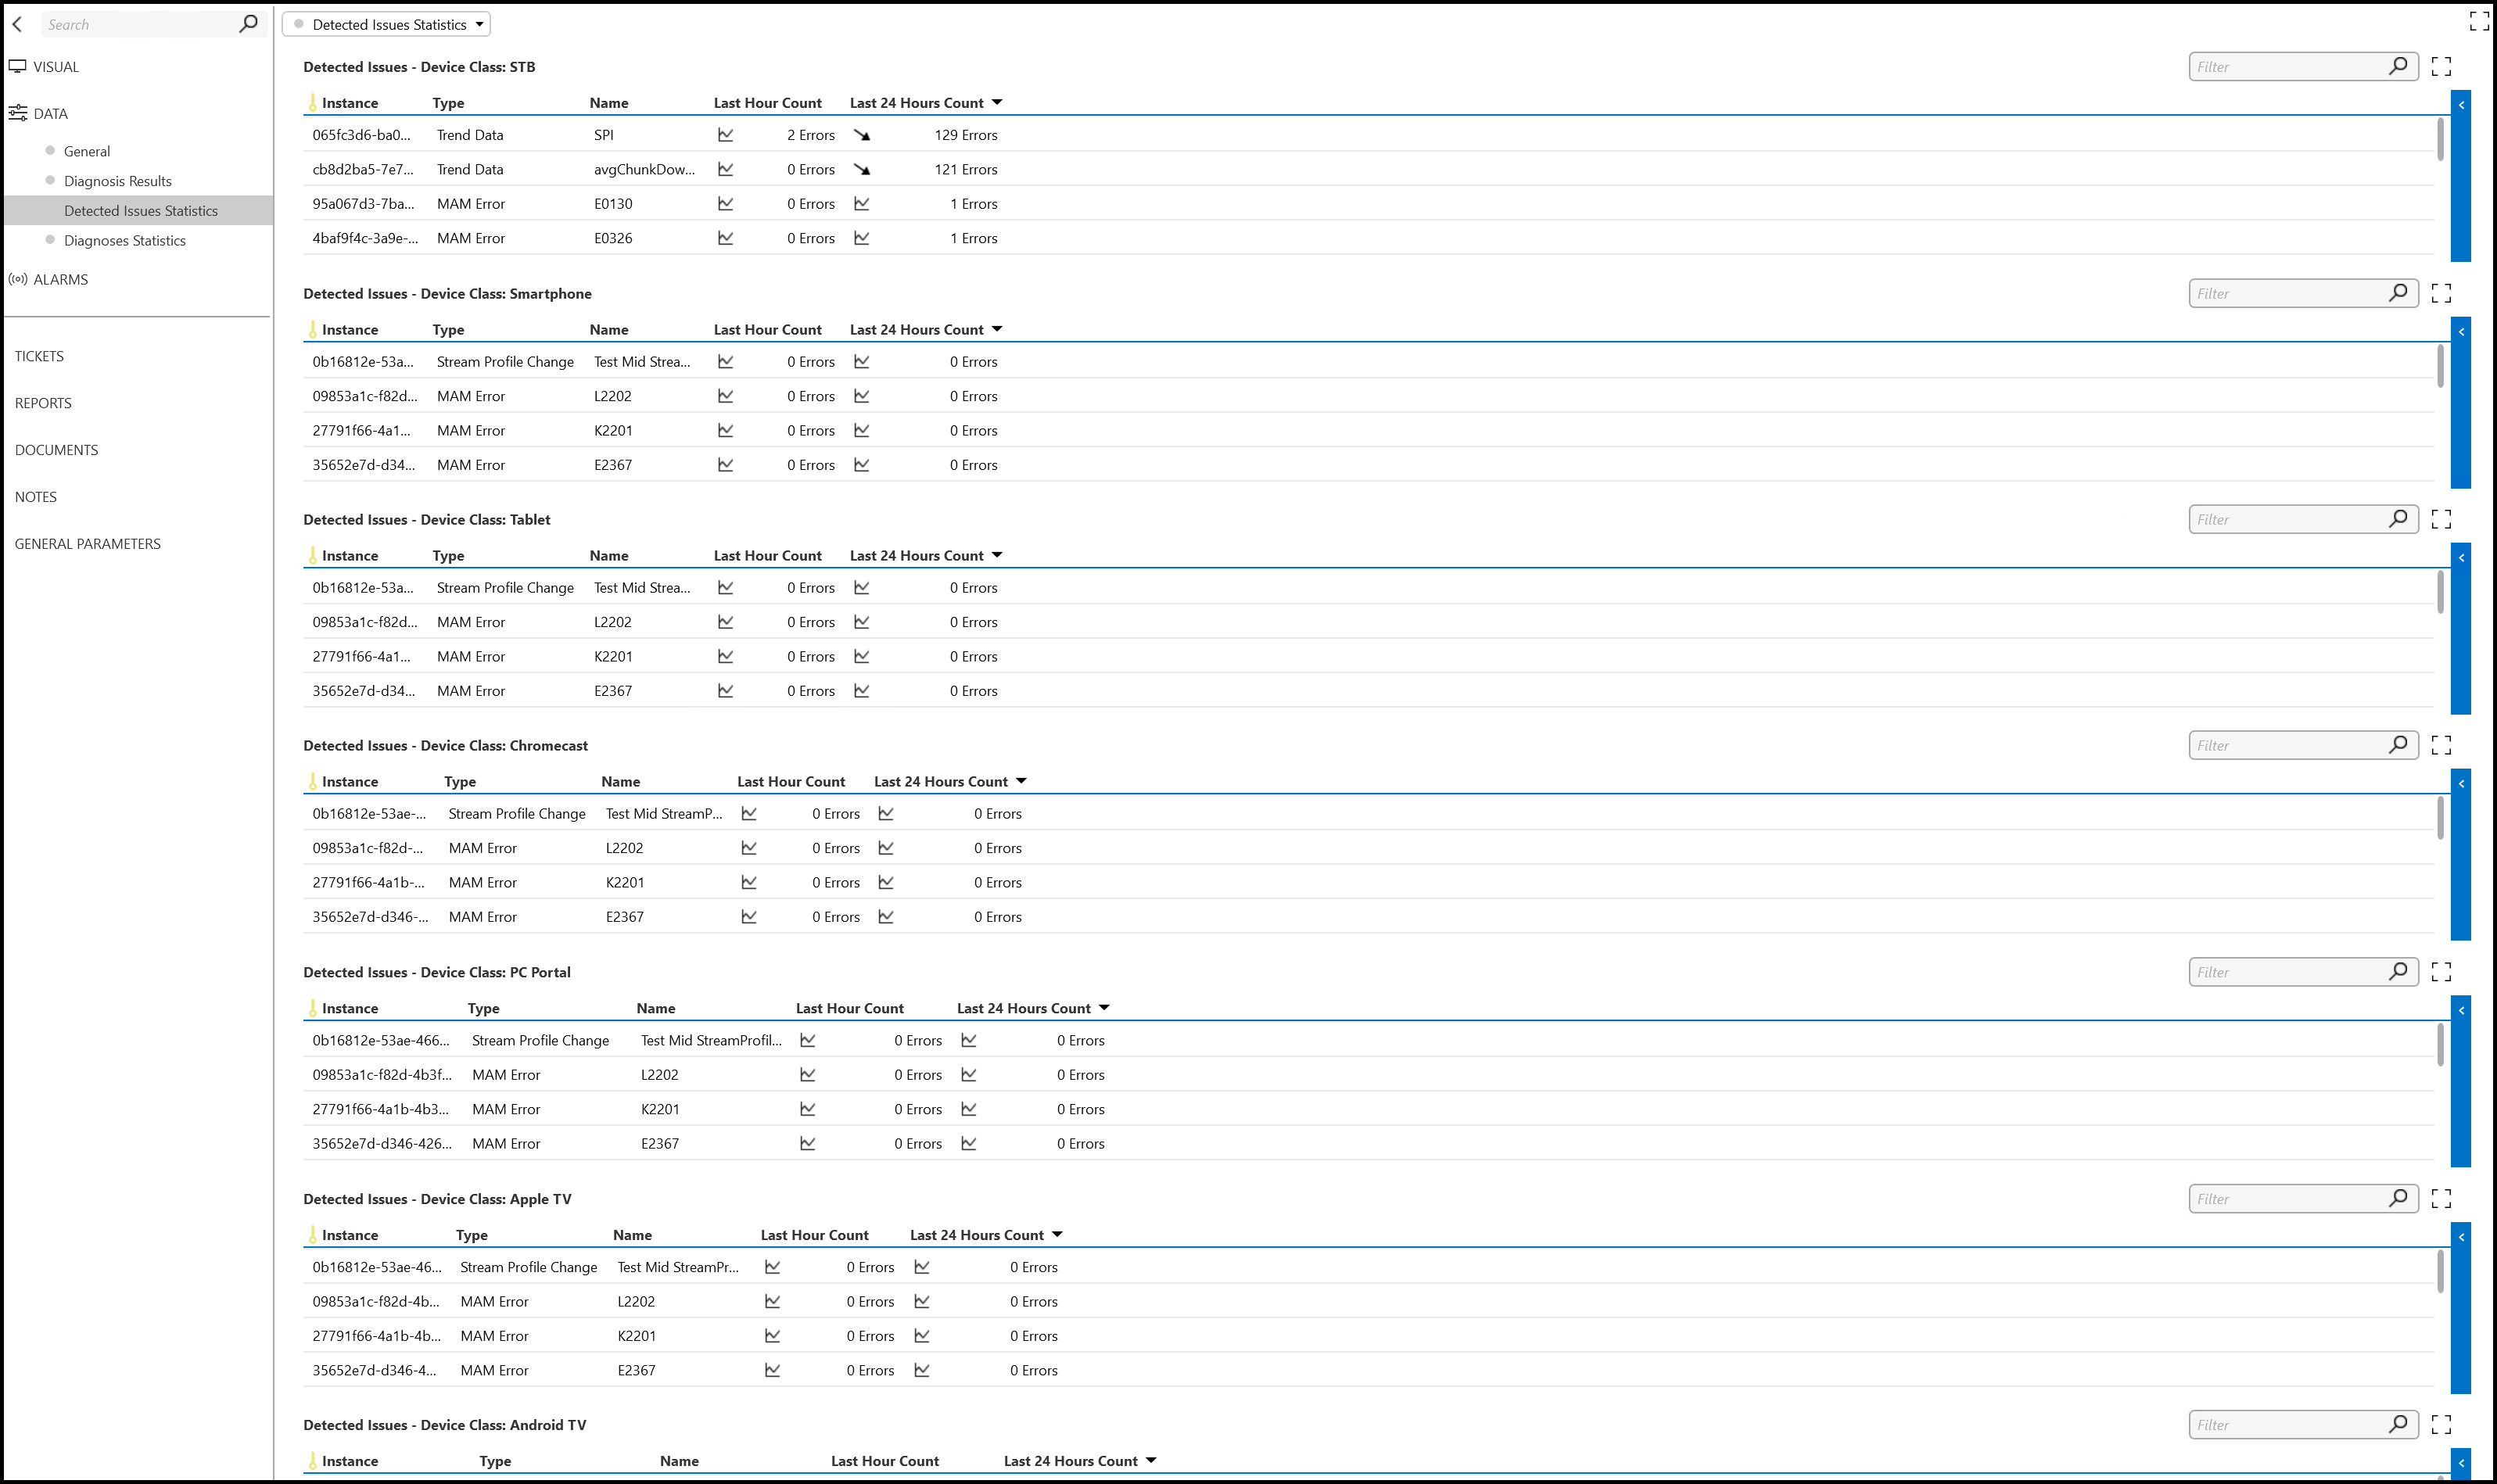 Search
VISUAL
DATA
General
Diagnosis Results
Detected Issues Statistics
Diagnoses Statistics
ALARMS
TICKETS
REPORTS
DOCUMENTS
NOTES
GENERAL PARAMETERS
Detected Issues Statistics
Detected Issues - Device Class: STB Filter
Instance Type Name Last Hour Count Last 24 Hours Count
065fc3d6-ba0... Trend Data SPI 2 Errors 129 Errors
cb8d2ba5-7e7... Trend Data avgChunkDow... 0 Errors 121 Errors
95a067d3-7ba... MAM Error E0130 0 Errors 1 Errors
4baf9f4c-3a9e-... MAM Error E0326 0 Errors 1 Errors
Detected Issues - Device Class: Smartphone Filter
Instance Type Name Last Hour Count Last 24 Hours Count
0b16812e-53a... Stream Profile Change Test Mid Strea... 0 Errors 0 Errors
09853a1c-f82d... MAM Error L2202 0 Errors 0 Errors
27791f66-4a1... MAM Error K2201 0 Errors 0 Errors
35652e7d-d34... MAM Error E2367 0 Errors 0 Errors
Detected Issues - Device Class: Tablet Filter
Instance Type Name Last Hour Count Last 24 Hours Count
0b16812e-53a... Stream Profile Change Test Mid Strea... 0 Errors 0 Errors
09853a1c-f82d... MAM Error L2202 0 Errors 0 Errors
27791f66-4a1... MAM Error K2201 0 Errors 0 Errors
35652e7d-d34... MAM Error E2367 0 Errors 0 Errors
Detected Issues - Device Class: Chromecast Filter
Instance Type Name Last Hour Count Last 24 Hours Count
0b16812e-53ae-... Stream Profile Change Test Mid StreamP... 0 Errors 0 Errors
09853a1c-f82d-... MAM Error L2202 0 Errors 0 Errors
27791f66-4a1b-... MAM Error K2201 0 Errors 0 Errors
35652e7d-d346-... MAM Error E2367 0 Errors 0 Errors
Detected Issues - Device Class: PC Portal Filter
Instance Type Name Last Hour Count Last 24 Hours Count
0b16812e-53ae-466... Stream Profile Change Test Mid StreamProfil... 0 Errors 0 Errors
09853a1c-f82d-4b3f... MAM Error L2202 0 Errors 0 Errors
27791f66-4a1b-4b3... MAM Error K2201 0 Errors 0 Errors
35652e7d-d346-426... MAM Error E2367 0 Errors 0 Errors
Detected Issues - Device Class: Apple TV Filter
Instance Type Name Last Hour Count Last 24 Hours Count
0b16812e-53ae-46... Stream Profile Change Test Mid StreamPr... 0 Errors 0 Errors
09853a1c-f82d-4b... MAM Error L2202 0 Errors 0 Errors
27791f66-4a1b-4b... MAM Error K2201 0 Errors 0 Errors
35652e7d-d346-4... MAM Error E2367 0 Errors 0 Errors
Detected Issues - Device Class: Android TV Filter
Instance Type Name Last Hour Count Last 24 Hours Count